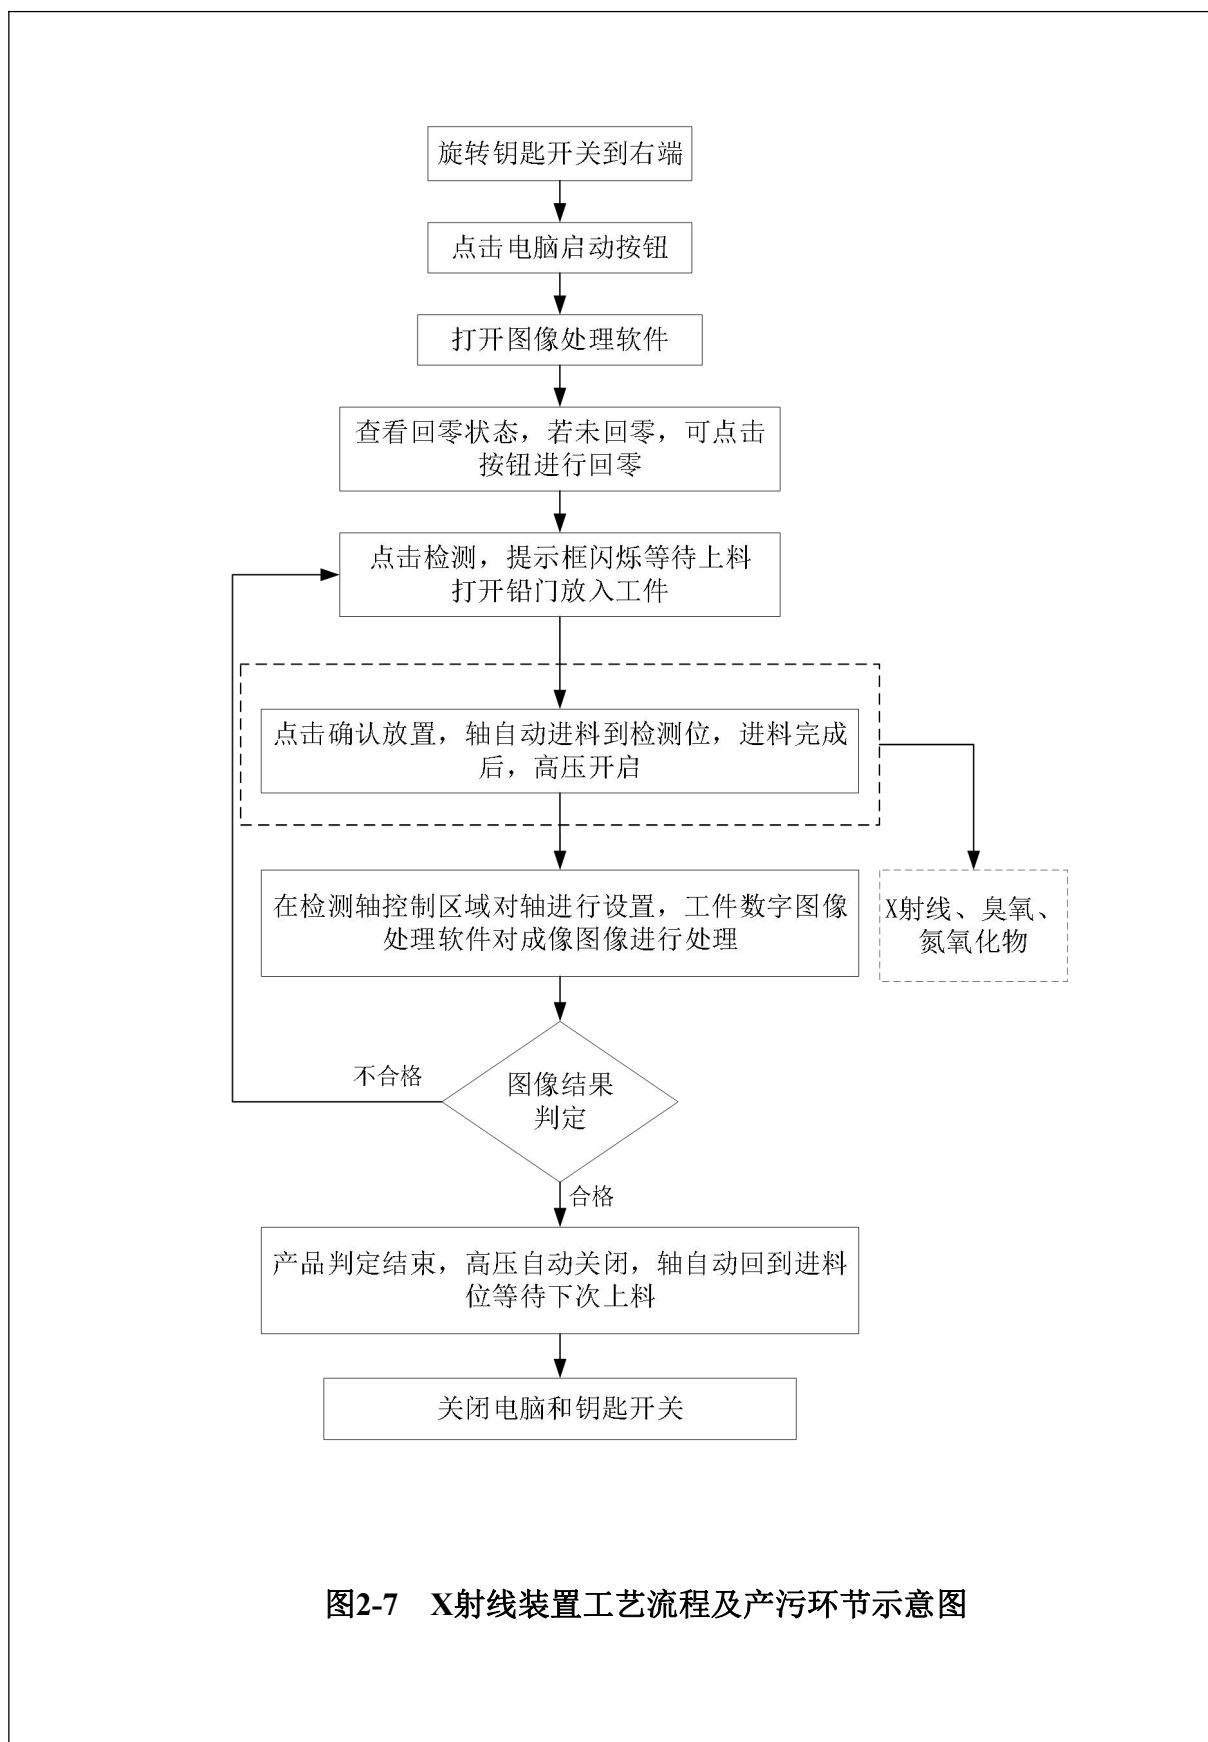 旋转钥匙开关到右端
点击电脑启动按钮
打开图像处理软件
查看回零状态，若未回零，可点击
按钮进行回零
点击检测，提示框闪烁等待上料
打开铅门放入工件
点击确认放置，轴自动进料到检测位，进料完成
后，高压开启
在检测轴控制区域对轴进行设置，工件数字图像
处理软件对成像图像进行处理
X射线、臭氧、
氮氧化物
不合格
图像结果
判定
合格
产品判定结束，高压自动关闭，轴自动回到进料
位等待下次上料
关闭电脑和钥匙开关
图2-7 X射线装置工艺流程及产污环节示意图